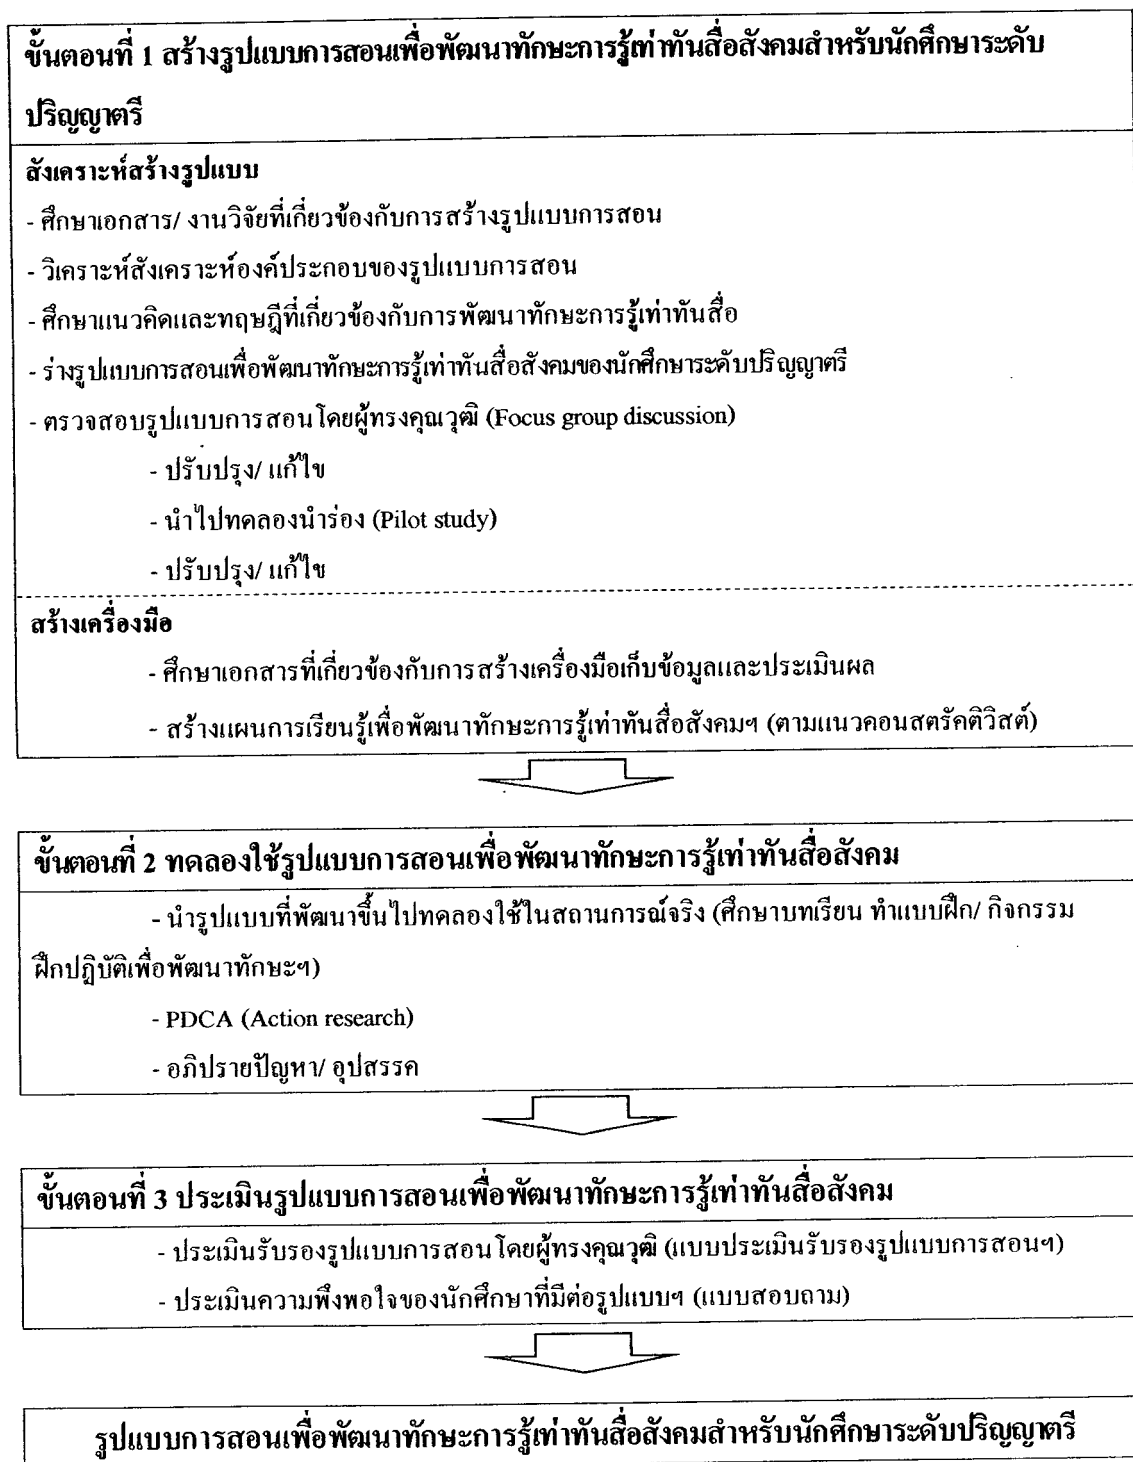 ขั้นตอนที่ 1 สร้างรูปแบบการสอนเพื่อพัฒนาทักษะการรู้เท่าทันสื่อสังคมสำหรับนักศึกษาระดับ
ปริญญาตรี
สังเคราะห์สร้างรูปแบบ
- ศึกษาเอกสาร/ งานวิจัยที่เกี่ยวข้องกับการสร้างรูปแบบการสอน
- วิเคราะห์สังเคราะห์องค์ประกอบของรูปแบบการสอน
- ศึกษาแนวคิดและทฤษฎีที่เกี่ยวข้องกับการพัฒนาทักษะการรู้เท่าทันสื่อ
- ร่างรูปแบบการสอนเพื่อพัฒนาทักษะการรู้เท่าทันสื่อสังคมของนักศึกษาระดับปริญญาตรี
- ตรวจสอบรูปแบบการสอนโดยผู้ทรงคุณวุฒิ (Focus group discussion)
- ปรับปรุง/ แก้ไข
- นำไปทดลองนำร่อง (Pilot study)
- ปรับปรุง/ แก้ไข
สร้างเครื่องมือ
- ศึกษาเอกสารที่เกี่ยวข้องกับการสร้างเครื่องมือเก็บข้อมูลและประเมินผล
- สร้างแผนการเรียนรู้เพื่อพัฒนาทักษะการรู้เท่าทันสื่อสังคมฯ (ตามแนวคอนสตรัคติวิสต์)
ขั้นตอนที่ 2 ทดลองใช้รูปแบบการสอนเพื่อพัฒนาทักษะการรู้เท่าทันสื่อสังคม
- นำรูปแบบที่พัฒนาขึ้นไปทดลองใช้ในสถานการณ์จริง (ศึกษาบทเรียน ทำแบบฝึก/ กิจกรรม
ฝึกปฏิบัติเพื่อพัฒนาทักษะฯ)
- PDCA (Action research)
- อภิปรายปัญหา/ อุปสรรค
ขั้นตอนที่ 3 ประเมินรูปแบบการสอนเพื่อพัฒนาทักษะการรู้เท่าทันสื่อสังคม
- ประเมินรับรองรูปแบบการสอนโดยผู้ทรงคุณวุฒิ (แบบประเมินรับรองรูปแบบการสอนฯ)
- ประเมินความพึงพอใจของนักศึกษาที่มีต่อรูปแบบฯ (แบบสอบถาม)
รูปแบบการสอนเพื่อพัฒนาทักษะการรู้เท่าทันสื่อสังคมสำหรับนักศึกษาระดับปริญญาตรี